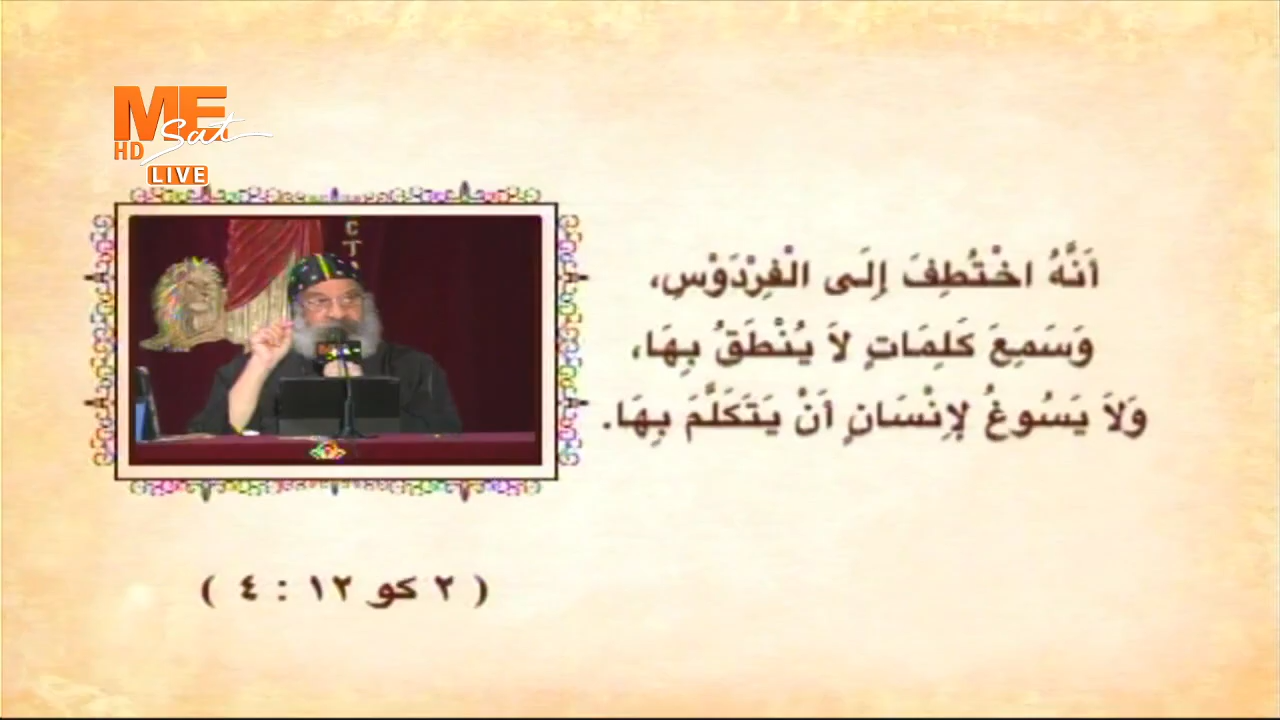 ME
Sat
HD
LIVE
C
T
أَنَّهُ اخْتُطِفَ إِلَى الْفِرْدَوْسِ،
وَسَمِعَ كَلِمَاتٍ لاَ يُنْطَقُ بِهَا،
وَلاَ يَسُوغُ لإِنْسَانٍ أَنْ يَتَكَلَّمَ بِهَا.
( ٢ كو ١٢ : ٤ )